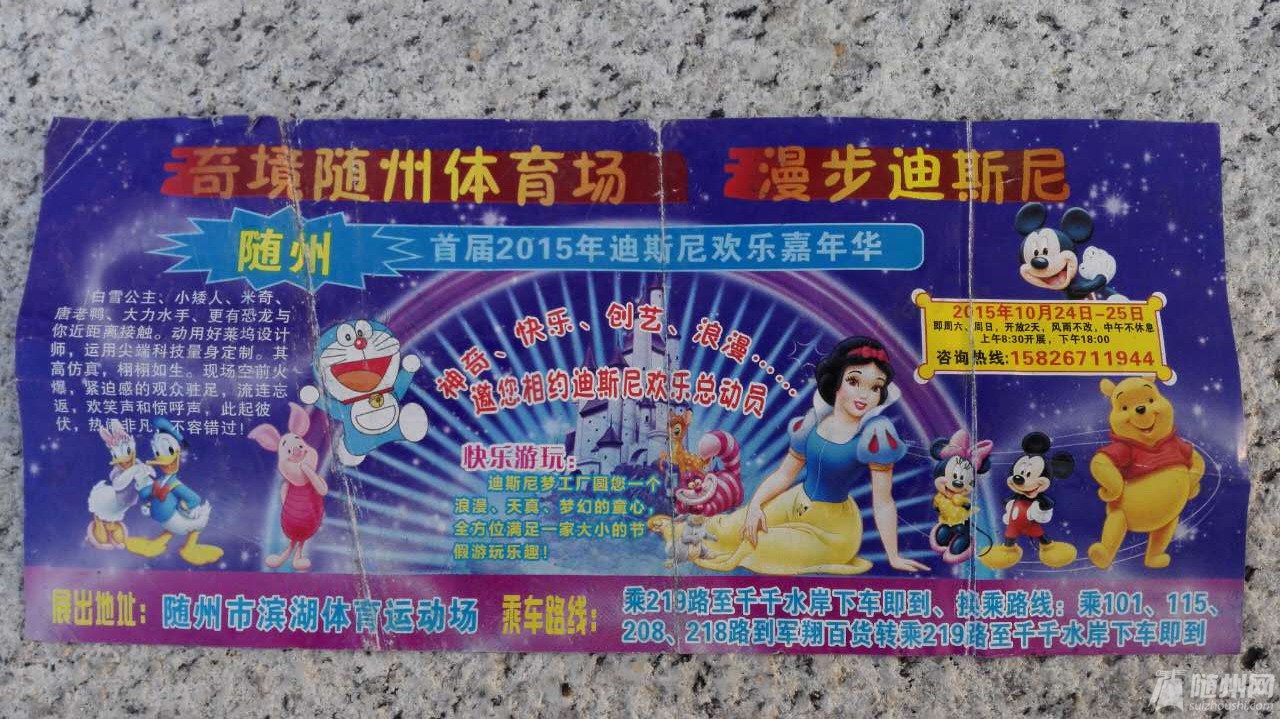 奇境随州体育场 漫步迪斯尼
随州
首届2015年迪斯尼欢乐嘉年华
白雪公主、小矮人、米奇、
唐老鸭、大力水手、更有恐龙与
你近距离接触。动用好莱坞设计
师，运用尖端科技量身定制。其
高仿真，栩栩如生。现场空前火
爆，紧迫感的观众驻足，流连忘
返，欢笑声和惊呼声，此起彼
伏，热闹非凡，不容错过！
神奇、快乐、创艺、浪漫……
邀您相约迪斯尼欢乐总动员
快乐游玩：
迪斯尼梦工厂圆您一个
浪漫、天真、梦幻的童心，
全方位满足一家大小的节
假游玩乐趣！
2015年10月24日-25日
即周六、周日，开放2天，风雨不改，中午不休息
上午8:30开展，下午18:00
咨询热线:15826711944
展出地址：随州市滨湖体育运动场
乘车路线：乘219路至千千水岸下车即到、换乘路线：乘101、115、
208、218路到军翔百货转乘219路至千千水岸下车即到
随州网
suizhoushi.com